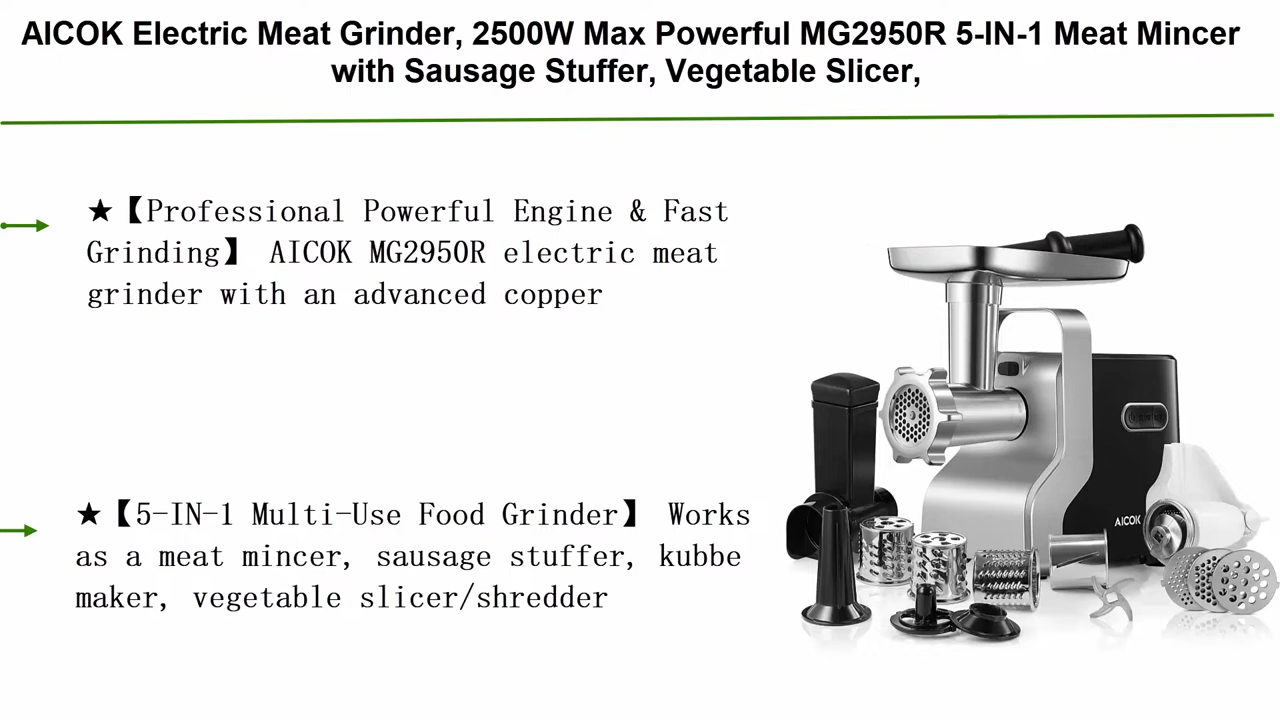 AICOK Electric Meat Grinder, 2500W Max Powerful MG2950R 5-IN-1 Meat Mincer
with Sausage Stuffer, Vegetable Slicer,
★【Professional Powerful Engine & Fast
Grinding】 AICOK MG2950R electric meat
grinder with an advanced copper
★【5-IN-1 Multi-Use Food Grinder】 Works
as a meat mincer, sausage stuffer, kubbe
maker, vegetable slicer/shredder
AICOK